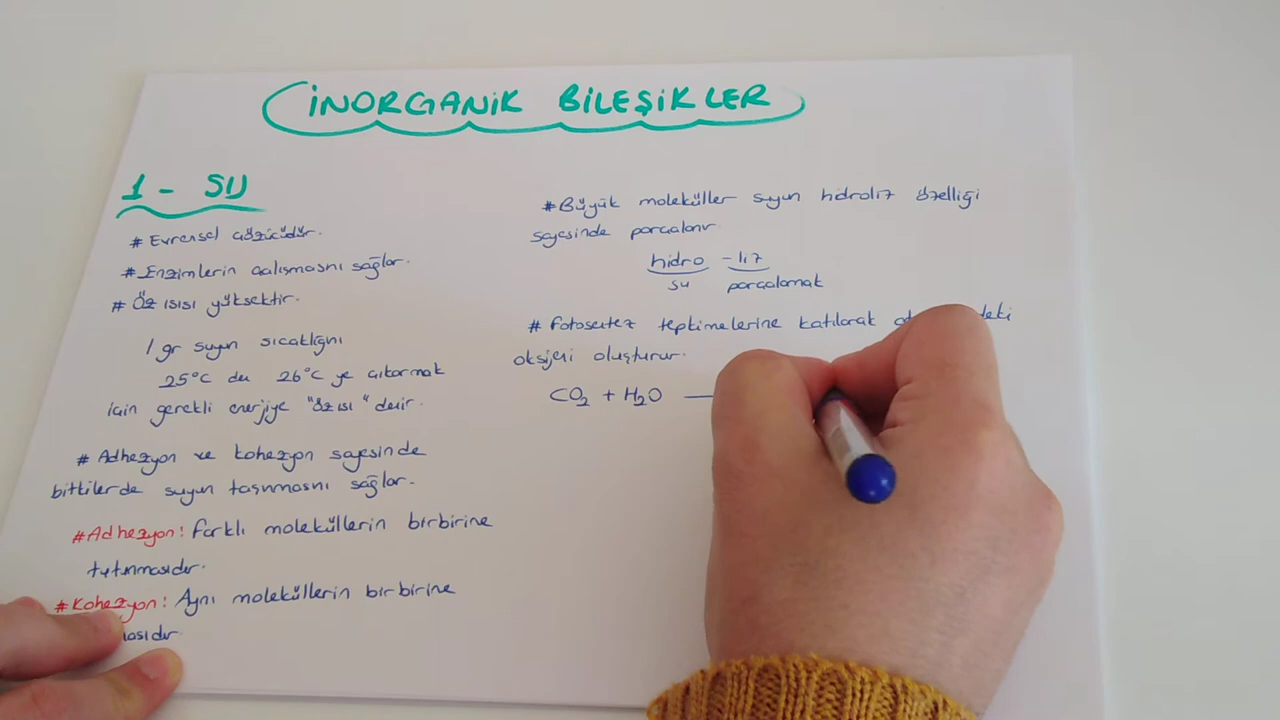 İNORGANİK BİLEŞİKLER
1 - SU
# Evrensel çözücüdür.
# Enzimlerin çalışmasını sağlar.
# Öz ısısı yüksektir.
1 gr suyun sıcaklığını
25°C den 26°C ye çıkarmak
için gerekli enerjiye "öz ısı" denir.
# Adhezyon ve kohezyon sayesinde
bitkilerde suyun taşınmasını sağlar.
# Adhezyon: Farklı moleküllerin birbirine
tutunmasıdır.
# Kohezyon: Aynı moleküllerin birbirine
masıdır
# Büyük moleküller suyun hidroliz özelliği
sayesinde parçalanır.
hidro - liz
su parçalamak
# Fotosentez tepkimelerine katılarak deki
oksijeni oluşturur.
CO₂ + H₂O